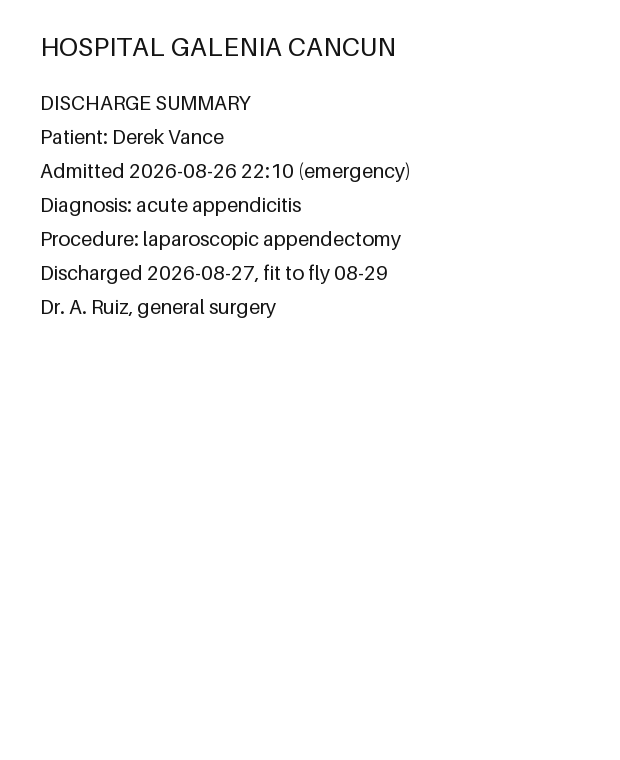 HOSPITAL GALENIA CANCUN
DISCHARGE SUMMARY
Patient: Derek Vance
Admitted 2026-08-26 22:10 (emergency)
Diagnosis: acute appendicitis
Procedure: laparoscopic appendectomy
Discharged 2026-08-27, fit to fly 08-29
Dr. A. Ruiz, general surgery